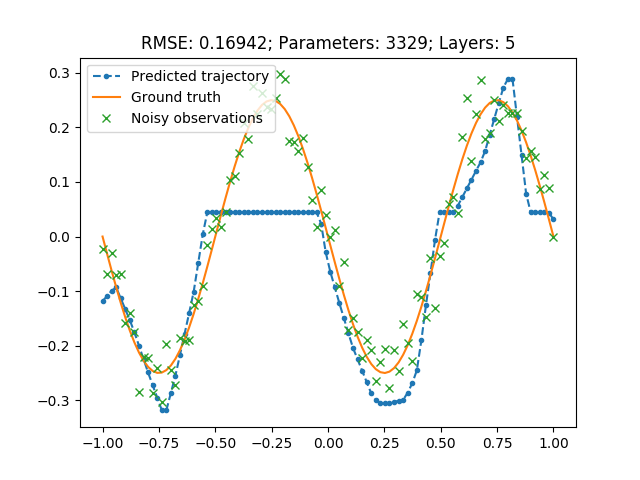 RMSE: 0.16942; Parameters: 3329; Layers: 5
Predicted trajectory
Ground truth
Noisy observations
0.3
0.2
0.1
0.0
−0.1
−0.2
−0.3
−1.00 −0.75 −0.50 −0.25 0.00 0.25 0.50 0.75 1.00